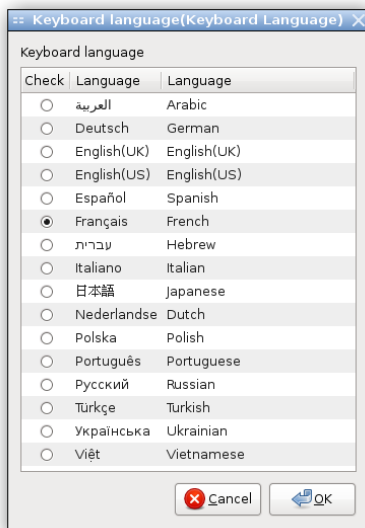 Keyboard language(Keyboard Language)
Keyboard language
Check Language Language
العربية Arabic
Deutsch German
English(UK) English(UK)
English(US) English(US)
Español Spanish
Français French
עברית Hebrew
Italiano Italian
日本語 Japanese
Nederlandse Dutch
Polska Polish
Português Portuguese
Русский Russian
Türkçe Turkish
Українська Ukrainian
Việt Vietnamese
Cancel OK